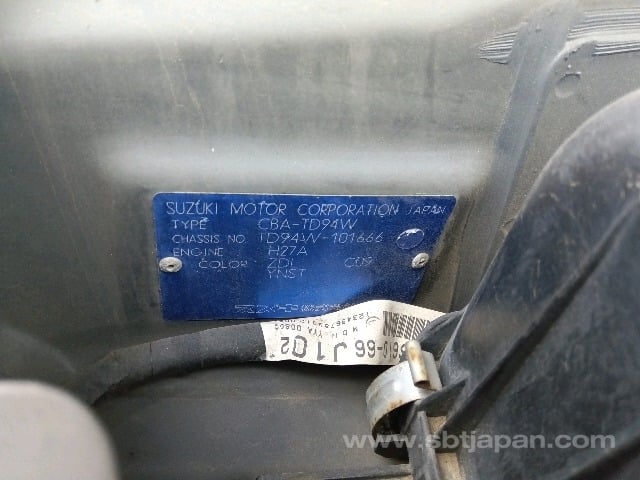 SUZUKI MOTOR CORPORATION JAPAN
TYPE CBA-TD94W
CHASSIS NO. TD94W-101666
ENGINE H27A
COLOR ZDL C09
YNST
J102
www.sbtjapan.com